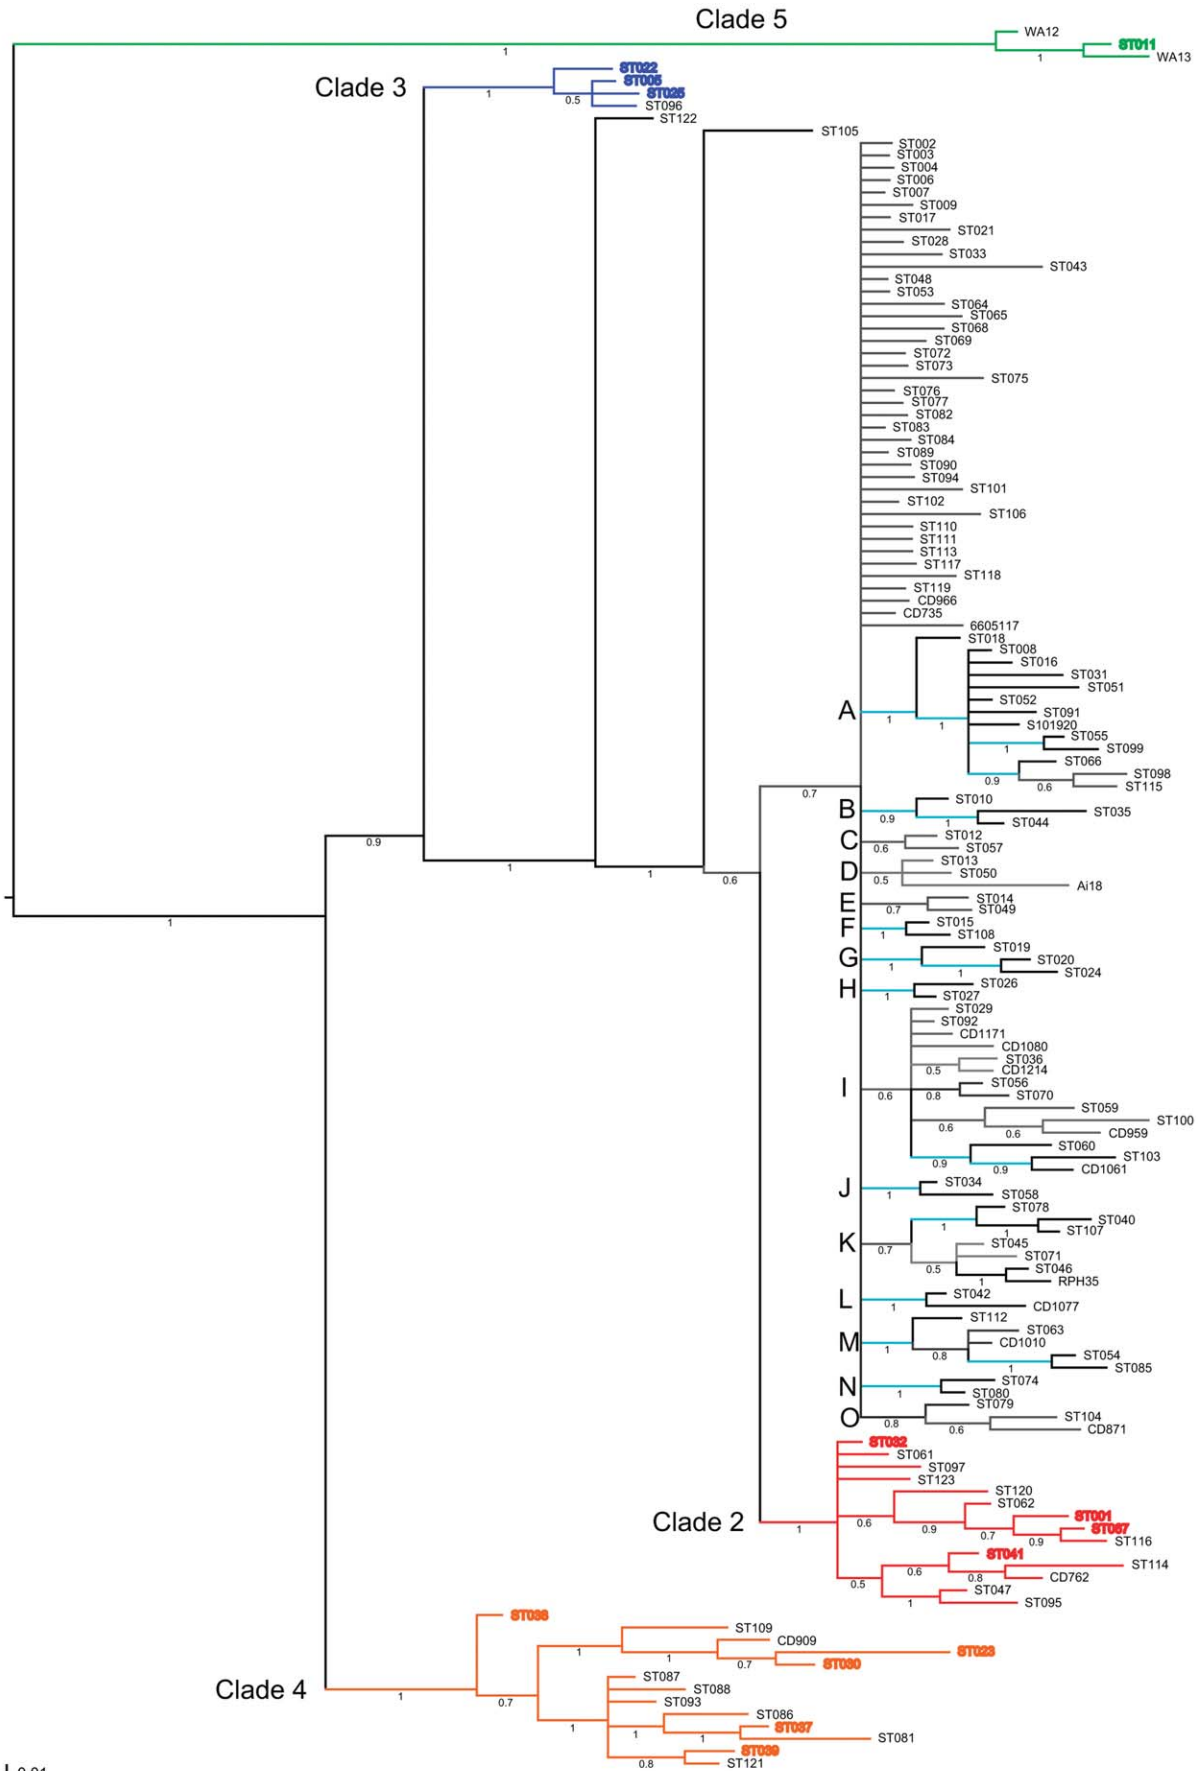 Clade 5
WA12
ST011
1
1
WA13
ST022
Clade 3
ST005
1
ST025
0.5
ST096
ST122
ST105
ST002
ST003
ST004
ST006
ST007
ST009
ST017
ST021
ST028
ST033
ST043
ST048
ST053
ST064
ST065
ST068
ST069
ST072
ST073
ST075
ST076
ST077
ST082
ST083
ST084
ST089
ST090
ST094
ST101
ST102
ST106
ST110
ST111
ST113
ST117
ST118
ST119
CD966
CD735
6605117
ST018
ST008
ST016
ST031
ST051
ST052
A
ST091
1
1
S101920
ST055
1
ST099
ST066
0.9
ST098
0.6
ST115
0.7
ST010
B
0.9
ST035
1
ST044
C
ST012
0.6
ST057
0.9
D
ST013
1
1
0.6
0.5
ST050
Ai18
E
ST014
0.7
ST049
F
ST015
1
1
ST108
G
ST019
1
ST020
1
ST024
H
ST026
1
ST027
ST029
ST092
CD1171
CD1080
ST036
0.5
CD1214
I
ST056
0.6
0.8
ST070
ST059
0.6
ST100
0.6
CD959
ST060
0.9
ST103
0.9
CD1061
J
ST034
1
ST058
ST078
1
ST040
1
ST107
K
ST045
0.7
ST071
0.5
ST046
1
RPH35
L
ST042
1
CD1077
ST112
M
ST063
1
CD1010
0.8
ST054
1
ST085
N
ST074
1
ST080
O
ST079
0.8
ST104
0.6
CD871
ST032
ST061
ST097
ST123
ST120
ST062
Clade 2
ST001
1
0.6
0.9
0.7
ST067
0.9
ST116
ST041
0.6
ST114
0.8
CD762
0.5
ST047
1
ST095
ST038
ST109
CD909
1
1
ST023
0.7
ST030
ST087
Clade 4
1
ST088
0.7
ST093
ST086
1
1
ST037
1
ST081
ST039
0.8
ST121